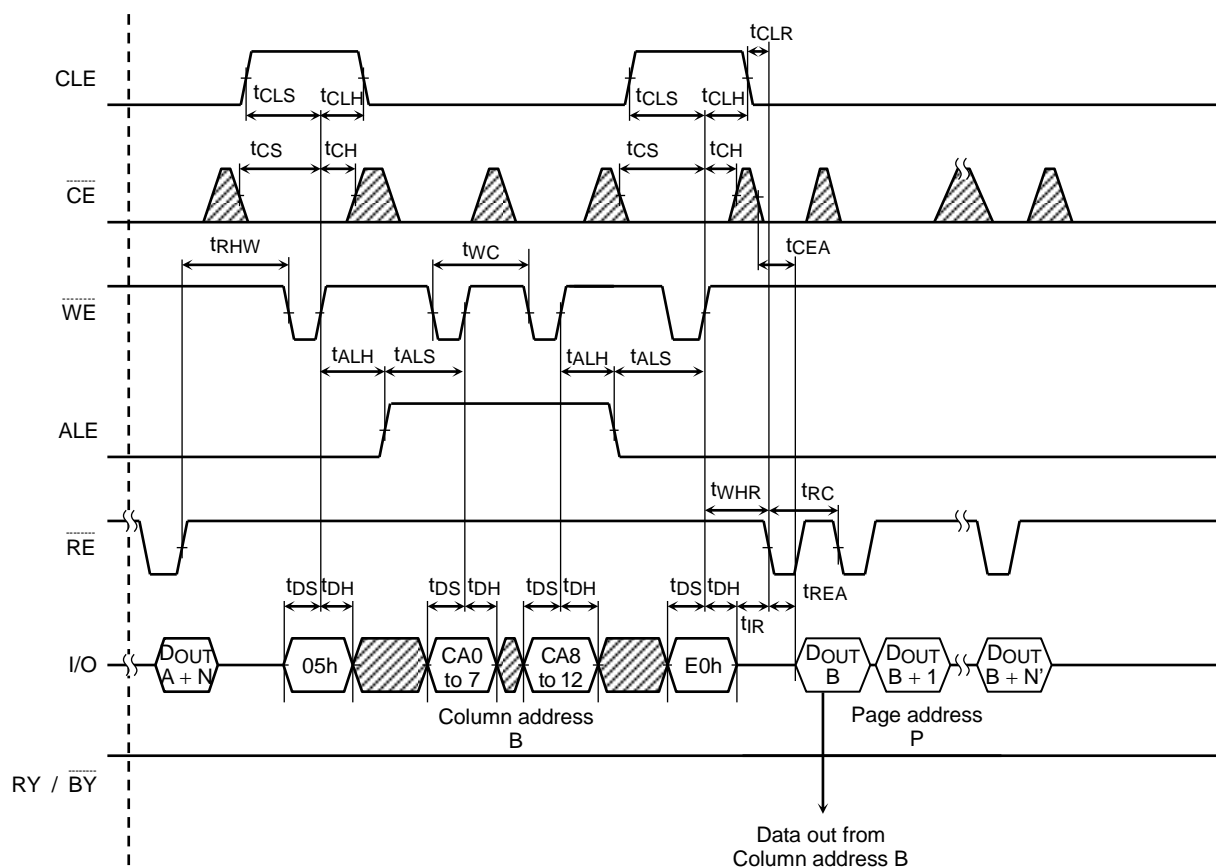 tCLR
CLE
tCLS tCLH tCLS tCLH
tCS tCH tCS tCH
CE
tRHW tWC tCEA
WE
tALH tALS tALH tALS
ALE
tWHR tRC
RE
tDS tDH tDS tDH tDS tDH tDS tDH tREA
tIR
I/O
DOUT
A + N
05h
CA0
to 7
CA8
to 12
E0h
DOUT
B
DOUT
B + 1
DOUT
B + N’
Column address
B
Page address
P
RY / BY
Data out from
Column address B